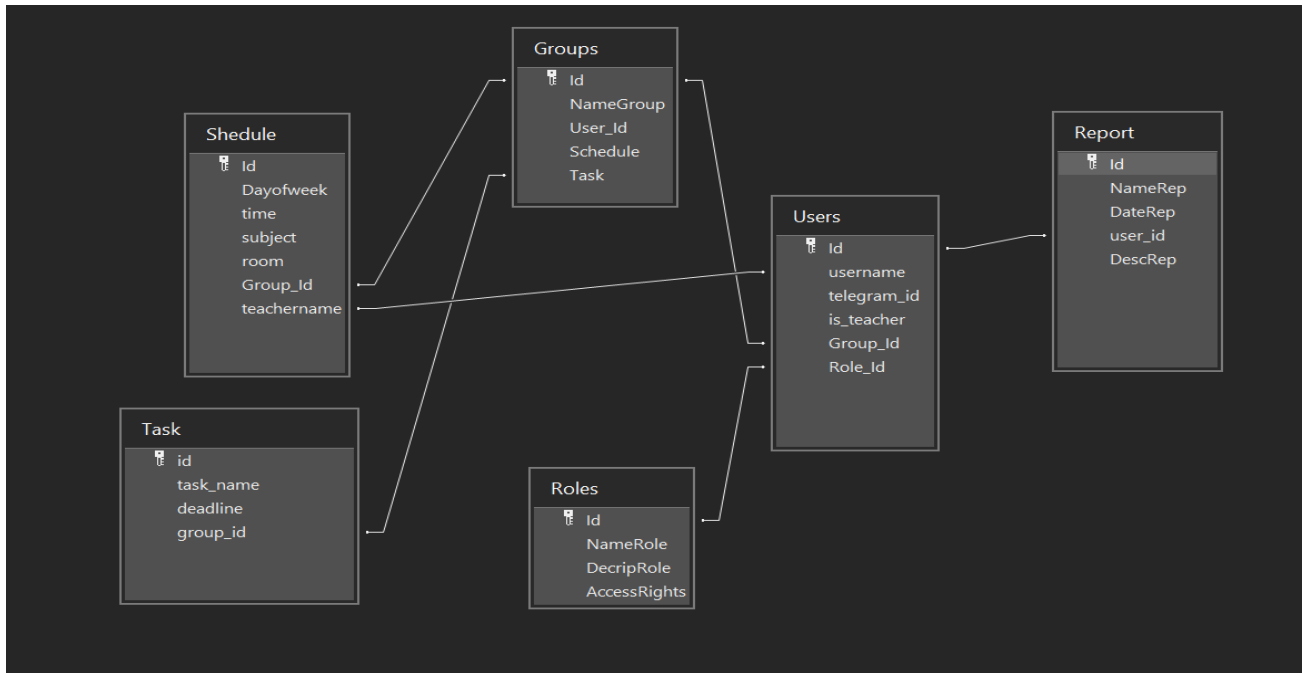 Groups
Id
NameGroup
User_Id
Schedule
Task
Shedule
Id
Dayofweek
time
subject
room
Group_Id
teachername
Report
Id
NameRep
DateRep
user_id
DescRep
Users
Id
username
telegram_id
is_teacher
Group_Id
Role_Id
Task
id
task_name
deadline
group_id
Roles
Id
NameRole
DecripRole
AccessRights